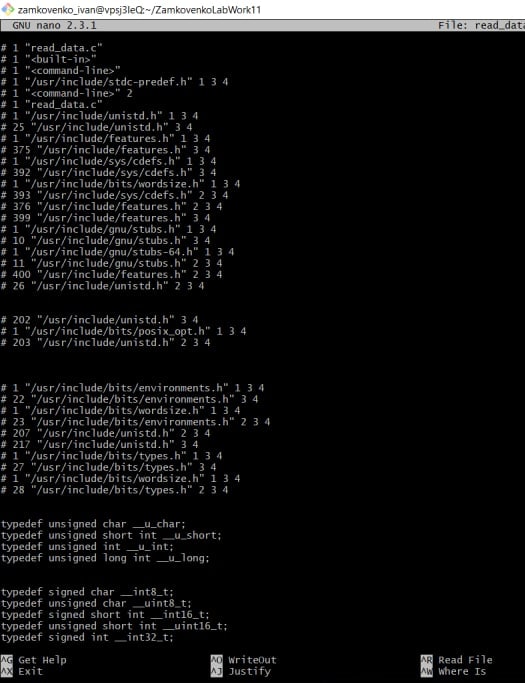 zamkovenko_ivan@vpsj3IeQ:~/ZamkovenkoLabWork11
GNU nano 2.3.1 File: read_data
# 1 "read_data.c"
# 1 "<built-in>"
# 1 "<command-line>"
# 1 "/usr/include/stdc-predef.h" 1 3 4
# 1 "<command-line>" 2
# 1 "read_data.c"
# 1 "/usr/include/unistd.h" 1 3 4
# 25 "/usr/include/unistd.h" 3 4
# 1 "/usr/include/features.h" 1 3 4
# 375 "/usr/include/features.h" 3 4
# 1 "/usr/include/sys/cdefs.h" 1 3 4
# 392 "/usr/include/sys/cdefs.h" 3 4
# 1 "/usr/include/bits/wordsize.h" 1 3 4
# 393 "/usr/include/sys/cdefs.h" 2 3 4
# 376 "/usr/include/features.h" 2 3 4
# 399 "/usr/include/features.h" 3 4
# 1 "/usr/include/gnu/stubs.h" 1 3 4
# 10 "/usr/include/gnu/stubs.h" 3 4
# 1 "/usr/include/gnu/stubs-64.h" 1 3 4
# 11 "/usr/include/gnu/stubs.h" 2 3 4
# 400 "/usr/include/features.h" 2 3 4
# 26 "/usr/include/unistd.h" 2 3 4
# 202 "/usr/include/unistd.h" 3 4
# 1 "/usr/include/bits/posix_opt.h" 1 3 4
# 203 "/usr/include/unistd.h" 2 3 4
# 1 "/usr/include/bits/environments.h" 1 3 4
# 22 "/usr/include/bits/environments.h" 3 4
# 1 "/usr/include/bits/wordsize.h" 1 3 4
# 23 "/usr/include/bits/environments.h" 2 3 4
# 207 "/usr/include/unistd.h" 2 3 4
# 217 "/usr/include/unistd.h" 3 4
# 1 "/usr/include/bits/types.h" 1 3 4
# 27 "/usr/include/bits/types.h" 3 4
# 1 "/usr/include/bits/wordsize.h" 1 3 4
# 28 "/usr/include/bits/types.h" 2 3 4
typedef unsigned char __u_char;
typedef unsigned short int __u_short;
typedef unsigned int __u_int;
typedef unsigned long int __u_long;
typedef signed char __int8_t;
typedef unsigned char __uint8_t;
typedef signed short int __int16_t;
typedef unsigned short int __uint16_t;
typedef signed int __int32_t;
^G Get Help ^O WriteOut ^R Read File
^X Exit ^J Justify ^W Where Is